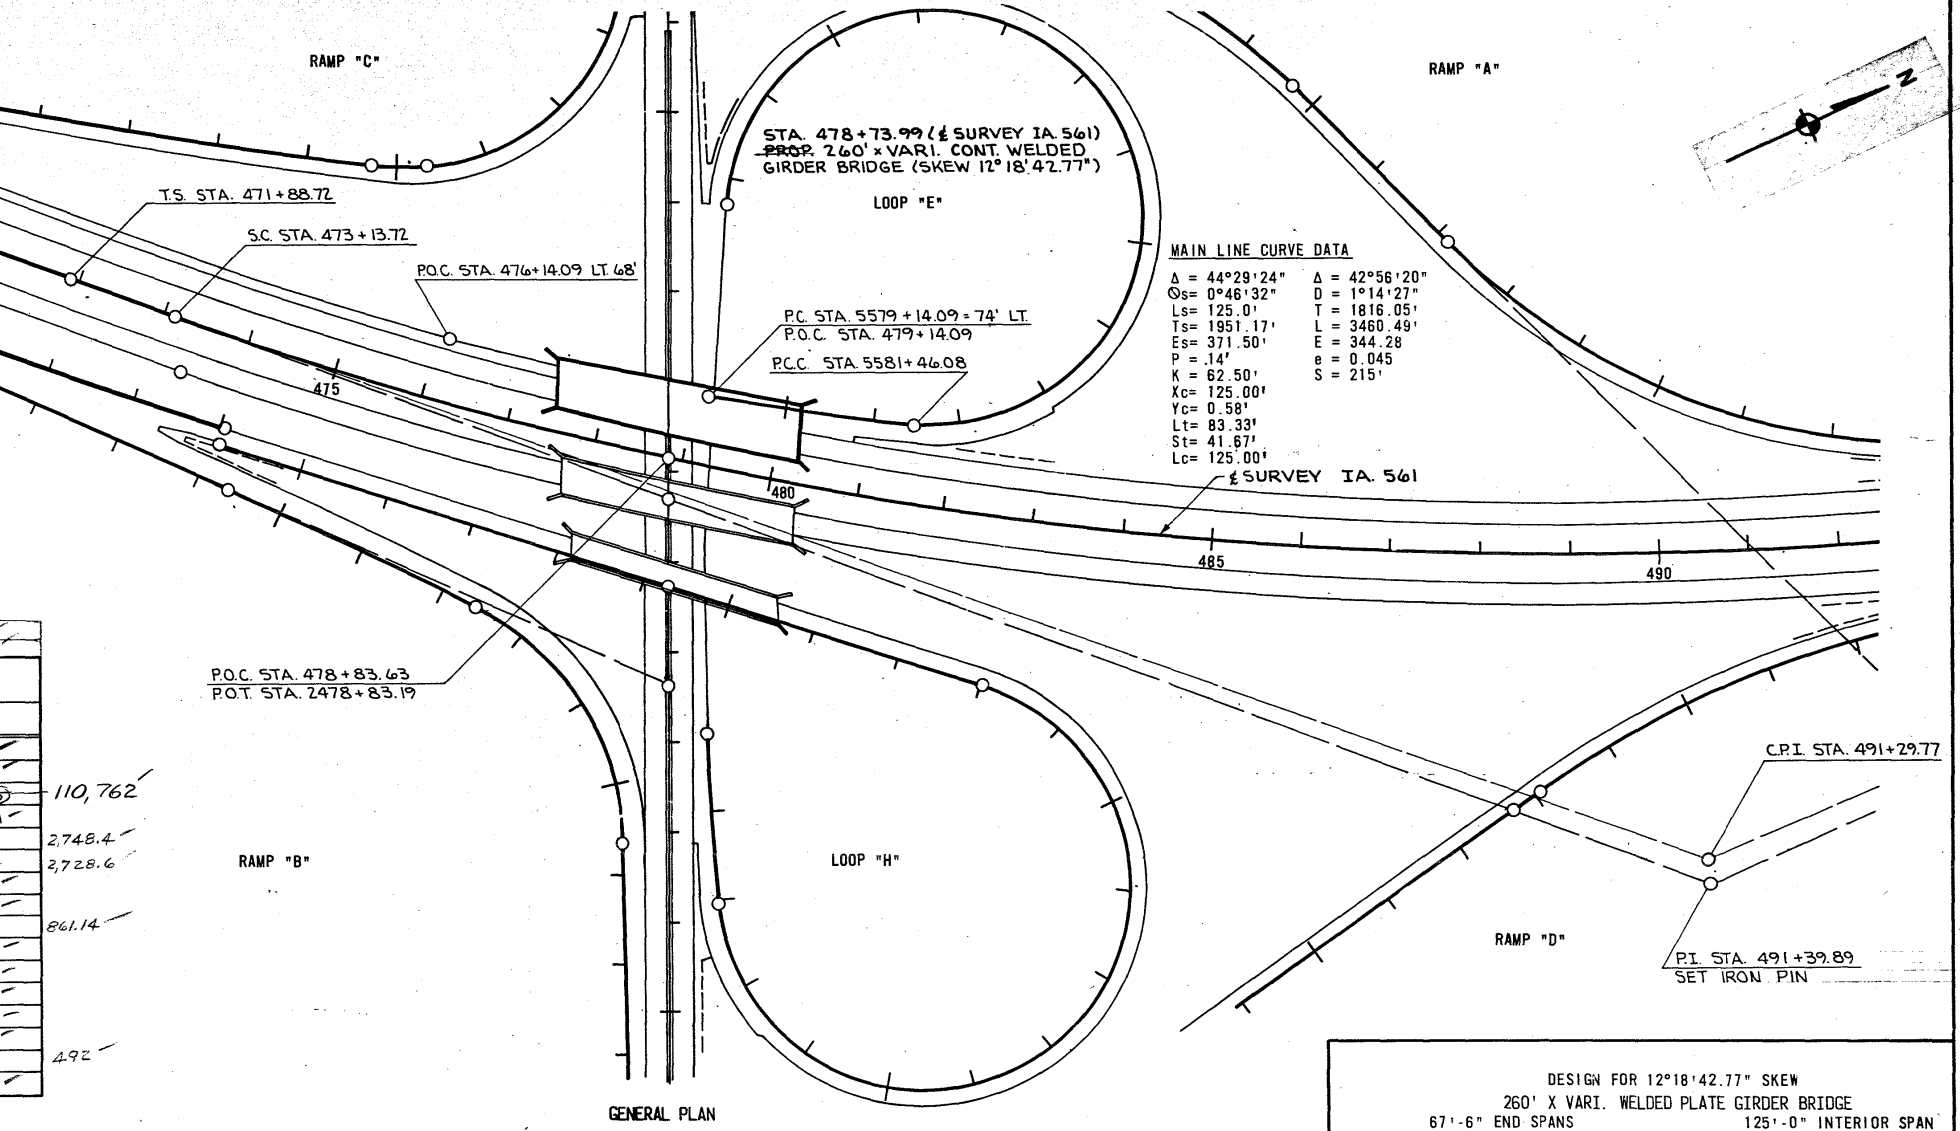 RAMP "C"
RAMP "A"
N
STA. 478+73.99 (℄ SURVEY IA. 561)
PROP. 260' x VARI. CONT. WELDED
GIRDER BRIDGE (SKEW 12°18'42.77")
LOOP "E"
T.S. STA. 471+88.72
S.C. STA. 473+13.72
P.O.C. STA. 476+14.09 LT. 68'
P.C. STA. 5579+14.09 = 74' LT.
P.O.C. STA. 479+14.09
P.C.C. STA. 5581+46.08
MAIN LINE CURVE DATA
Δ = 44°29'24" Δ = 42°56'20"
Θs= 0°46'32" D = 1°14'27"
Ls= 125.0' T = 1816.05'
Ts= 1951.17' L = 3460.49'
Es= 371.50' E = 344.28
P = .14' e = 0.045
K = 62.50' S = 215'
Xc= 125.00'
Yc= 0.58'
Lt= 83.33'
St= 41.67'
Lc= 125.00'
℄ SURVEY IA. 561
475
480
485
490
P.O.C. STA. 478+83.63
P.O.T. STA. 2478+83.19
C.P.I. STA. 491+29.77
110,762
2,748.4
2,728.6
861.14
492
RAMP "B"
LOOP "H"
RAMP "D"
P.I. STA. 491+39.89
SET IRON PIN
GENERAL PLAN
DESIGN FOR 12°18'42.77" SKEW
260' X VARI. WELDED PLATE GIRDER BRIDGE
67'-6" END SPANS 125'-0" INTERIOR SPAN